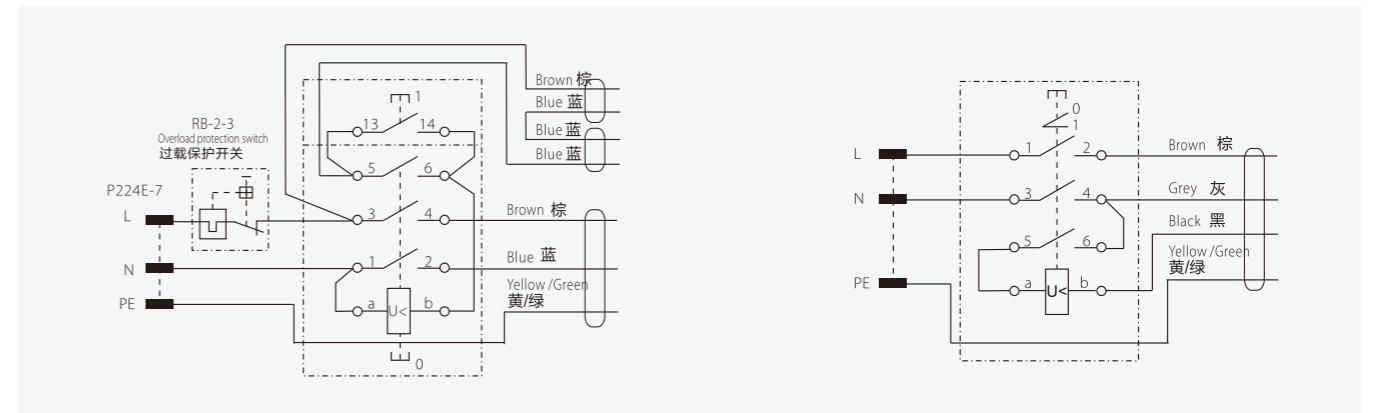 Brown 棕
Blue 蓝
Blue 蓝
Blue 蓝
1
13 14
RB-2-3
Overload protection switch
过载保护开关
5 6
P224E-7
L
3 4
Brown 棕
N
1 2
Blue 蓝
Yellow /Green
黄/绿
PE
a U< b
0
0
1
L
1 2
Brown 棕
N
3 4
Grey 灰
Black 黑
5 6
Yellow /Green
黄/绿
PE
a U< b